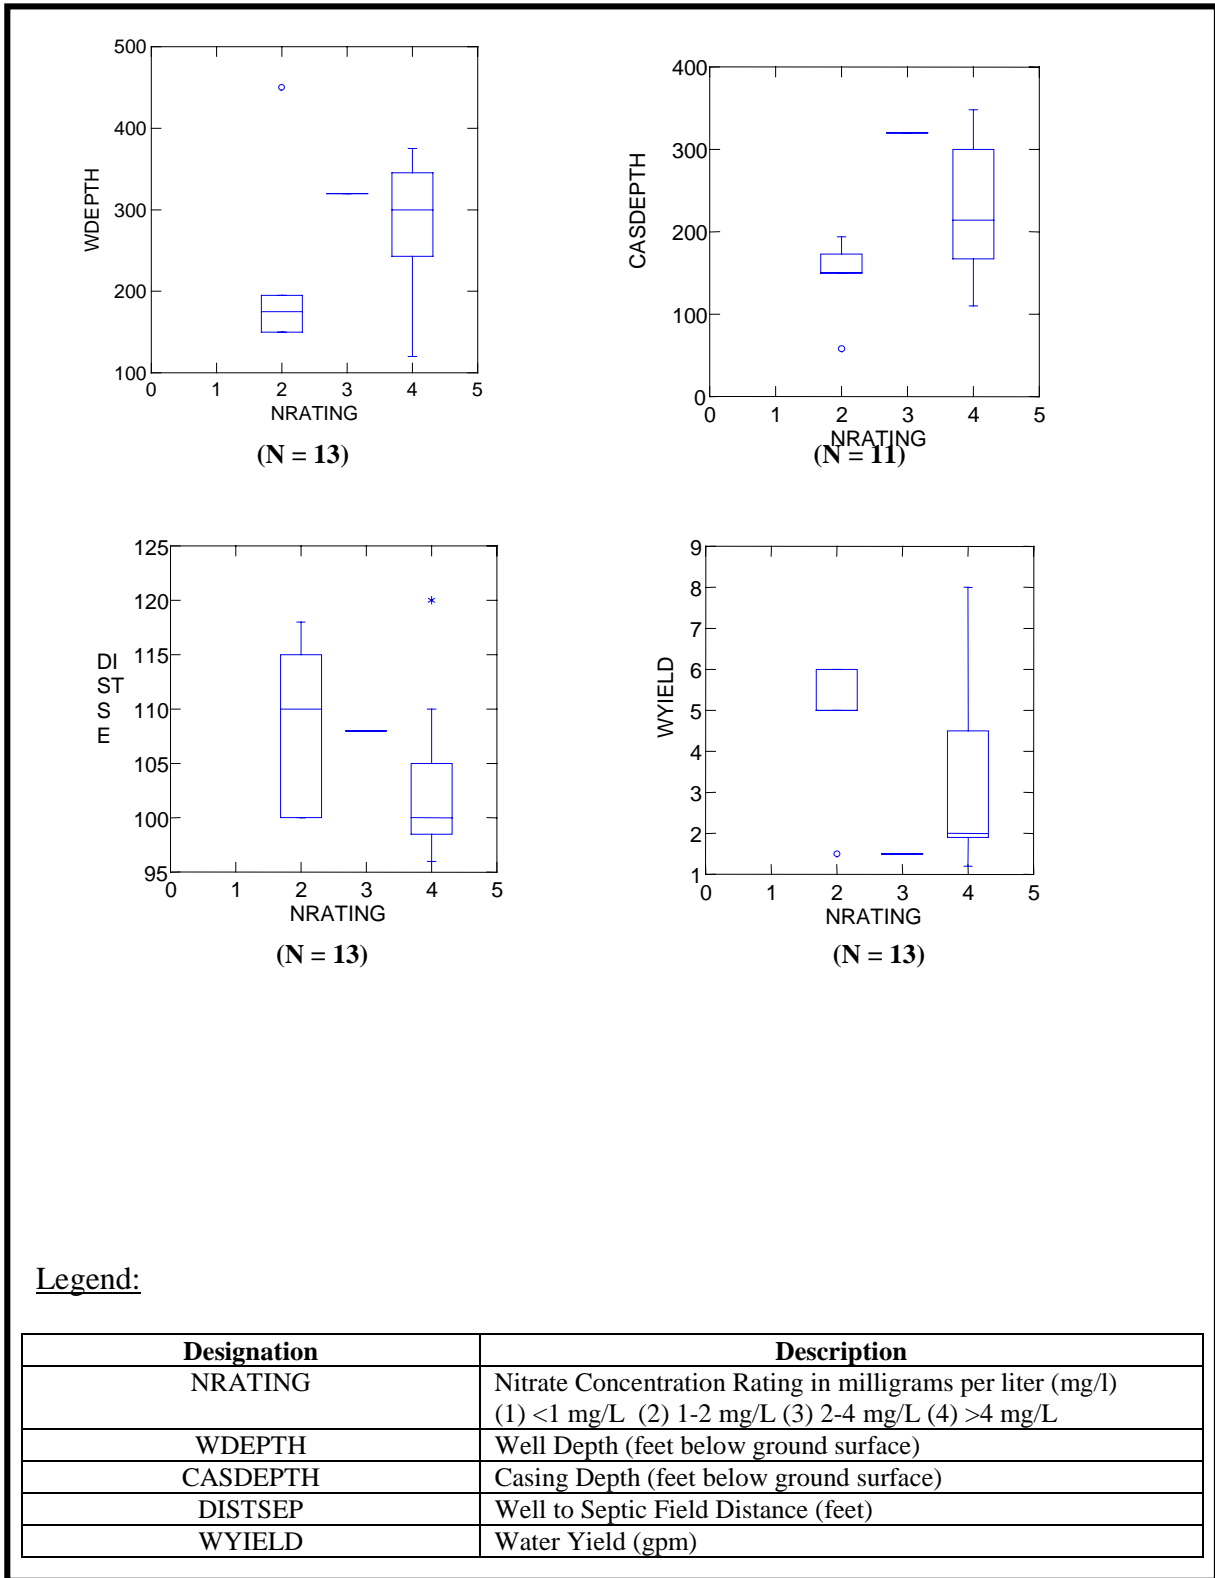 500
400
300
200
100
WDEPTH
0 1 2 3 4 5
NRATING
(N = 13)
400
300
200
100
0
CASDEPTH
0 1 2 3 4 5
NRATING
(N = 11)
125
120
115
110
105
100
95
DI
ST
S
E
0 1 2 3 4 5
NRATING
(N = 13)
9
8
7
6
5
4
3
2
1
WYIELD
0 1 2 3 4 5
NRATING
(N = 13)
Legend:
Designation Description
NRATING Nitrate Concentration Rating in milligrams per liter (mg/l)
(1) <1 mg/L (2) 1-2 mg/L (3) 2-4 mg/L (4) >4 mg/L
WDEPTH Well Depth (feet below ground surface)
CASDEPTH Casing Depth (feet below ground surface)
DISTSEP Well to Septic Field Distance (feet)
WYIELD Water Yield (gpm)